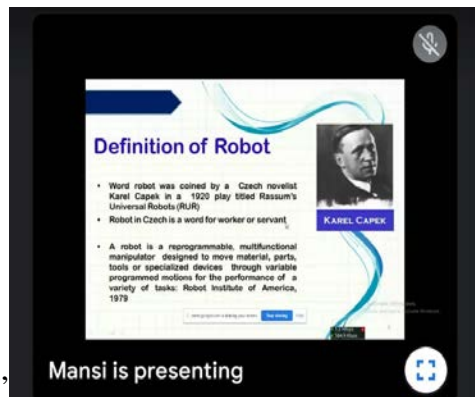 Definition of Robot
• Word robot was coined by a Czech novelist
Karel Capek in a 1920 play titled Rassum's
Universal Robots (RUR)
• Robot in Czech is a word for worker or servant
KAREL CAPEK
• A robot is a reprogrammable, multifunctional
manipulator designed to move material, parts,
tools or specialized devices through variable
programmed motions for the performance of a
variety of tasks: Robot Institute of America,
1979
Mansi is presenting
,